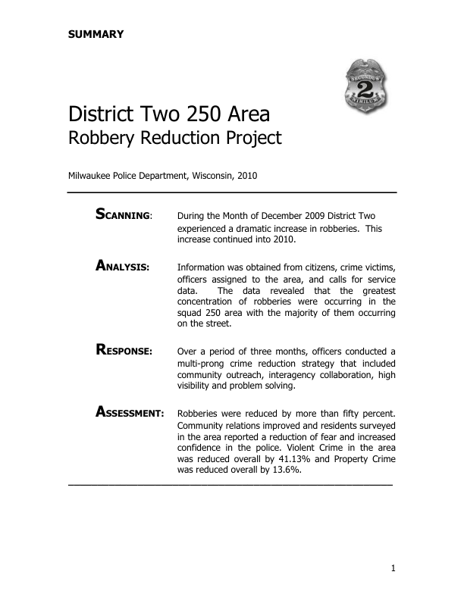 SUMMARY
2
District Two 250 Area
Robbery Reduction Project
Milwaukee Police Department, Wisconsin, 2010
SCANNING: During the Month of December 2009 District Two
experienced a dramatic increase in robberies. This
increase continued into 2010.
ANALYSIS: Information was obtained from citizens, crime victims,
officers assigned to the area, and calls for service
data. The data revealed that the greatest
concentration of robberies were occurring in the
squad 250 area with the majority of them occurring
on the street.
RESPONSE: Over a period of three months, officers conducted a
multi-prong crime reduction strategy that included
community outreach, interagency collaboration, high
visibility and problem solving.
ASSESSMENT: Robberies were reduced by more than fifty percent.
Community relations improved and residents surveyed
in the area reported a reduction of fear and increased
confidence in the police. Violent Crime in the area
was reduced overall by 41.13% and Property Crime
was reduced overall by 13.6%.
1